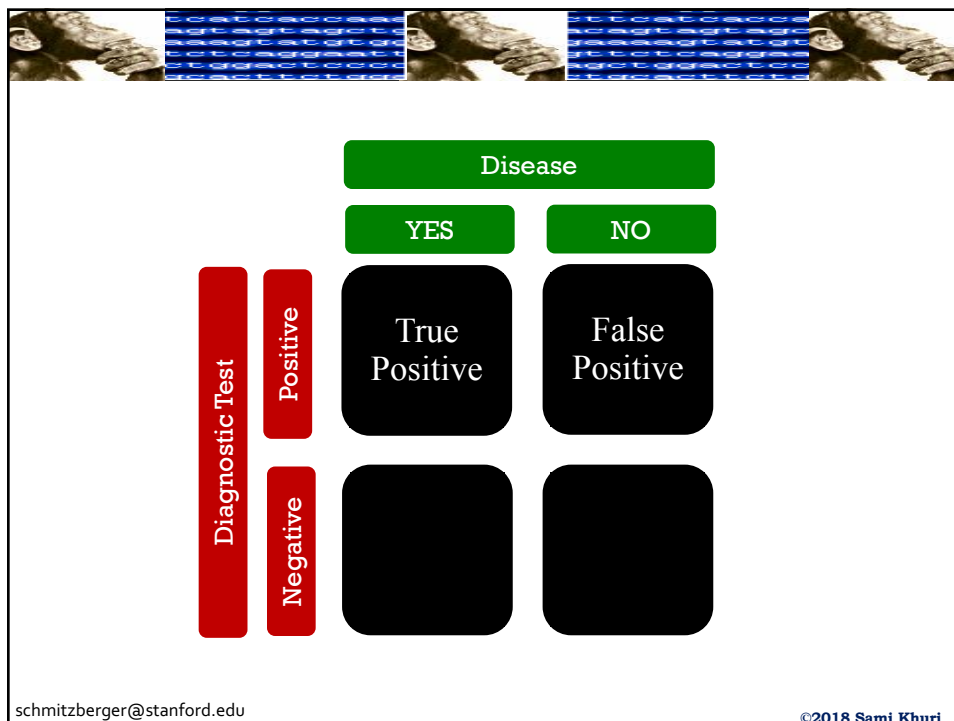 Disease
YES
NO
Diagnostic Test
Positive
Negative
True
Positive
False
Positive
schmitzberger@stanford.edu
©2018 Sami Khuri